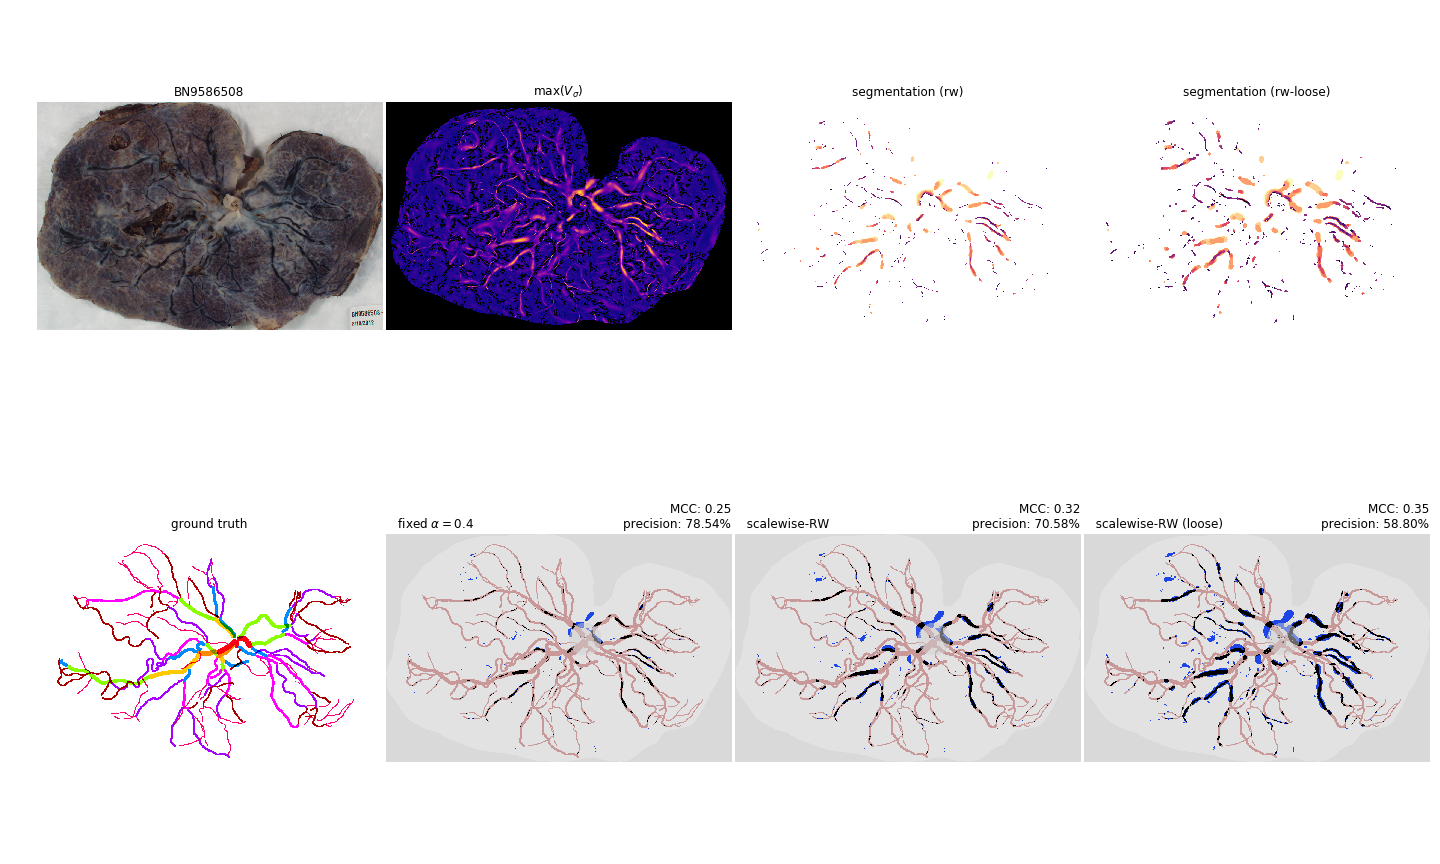 BN9586508
max(V_σ)
segmentation (rw)
segmentation (rw-loose)
BN9586508
ground truth
fixed α = 0.4
MCC: 0.25
precision: 78.54%
scalewise-RW
MCC: 0.32
precision: 70.58%
scalewise-RW (loose)
MCC: 0.35
precision: 58.80%